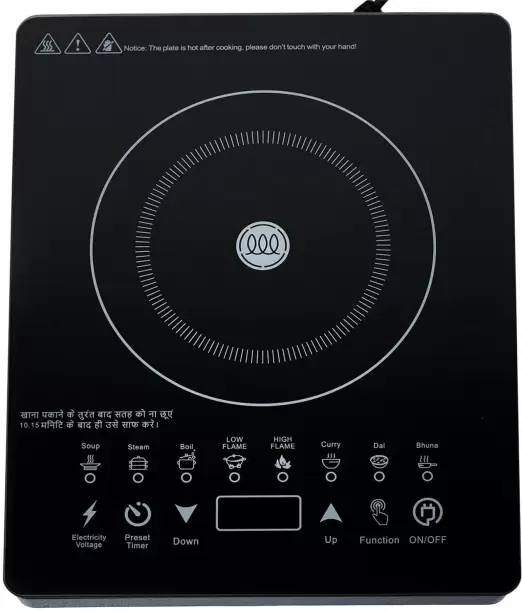 Notice: The plate is hot after cooking, please don't touch with your hand!
खाना पकाने के तुरंत बाद सतह को ना छूएं
10.15 मनिटि के बाद ही उसे साफ करें।
Soup Steam Boil LOW FLAME HIGH FLAME Curry Dal Bhuna
Electricity Voltage Preset Timer Down Up Function ON/OFF